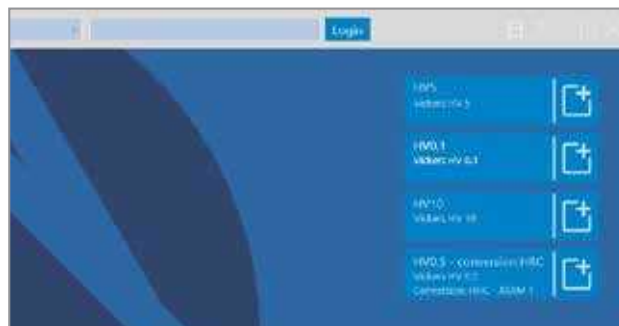 Login
HV5
Vickers HV 5
HV0.1
Vickers HV 0.1
HV10
Vickers HV 10
HV0.5 - conversion HRC
Vickers HV 0.5
HRC